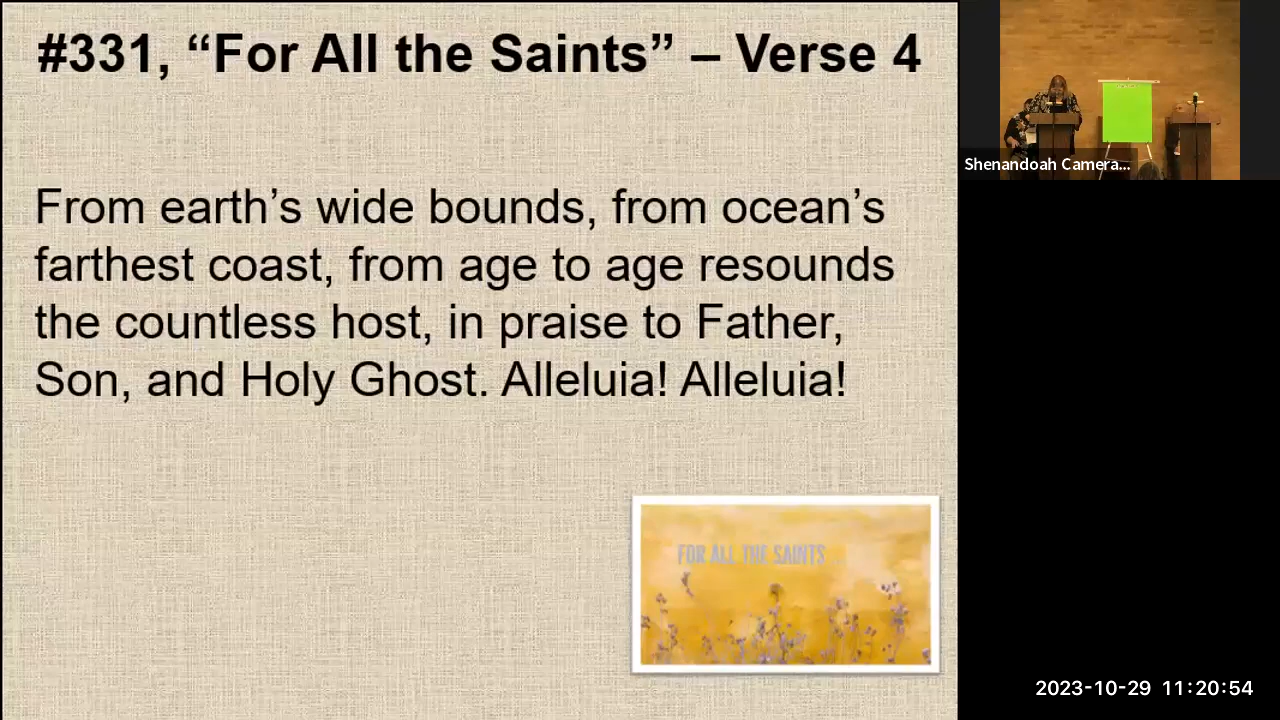 #331, “For All the Saints” – Verse 4
From earth’s wide bounds, from ocean’s
farthest coast, from age to age resounds
the countless host, in praise to Father,
Son, and Holy Ghost. Alleluia! Alleluia!
FOR ALL THE SAINTS ...
Shenandoah Camera...
2023-10-29 11:20:54